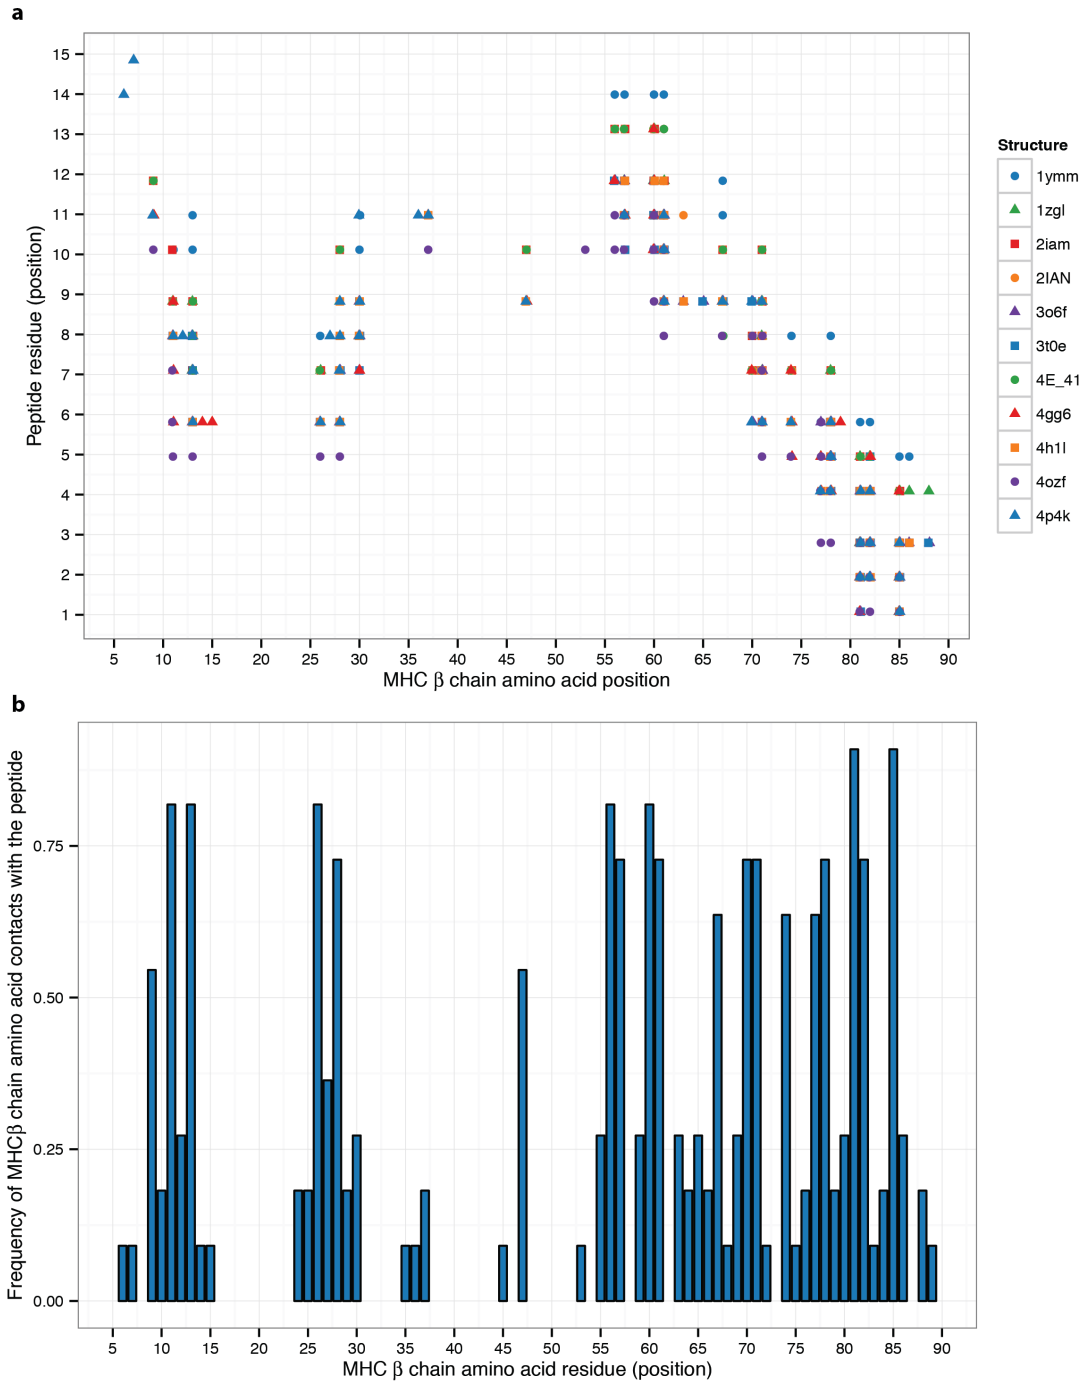 a
15
14
13
12
11
10
9
8
7
6
5
4
3
2
1
Peptide residue (position)
5 10 15 20 25 30 35 40 45 50 55 60 65 70 75 80 85 90
MHC β chain amino acid position
Structure
1ymm
1zgl
2iam
2IAN
3o6f
3t0e
4E_41
4gg6
4h1l
4ozf
4p4k
b
0.75
0.50
0.25
0.00
Frequency of MHCβ chain amino acid contacts with the peptide
5 10 15 20 25 30 35 40 45 50 55 60 65 70 75 80 85 90
MHC β chain amino acid residue (position)